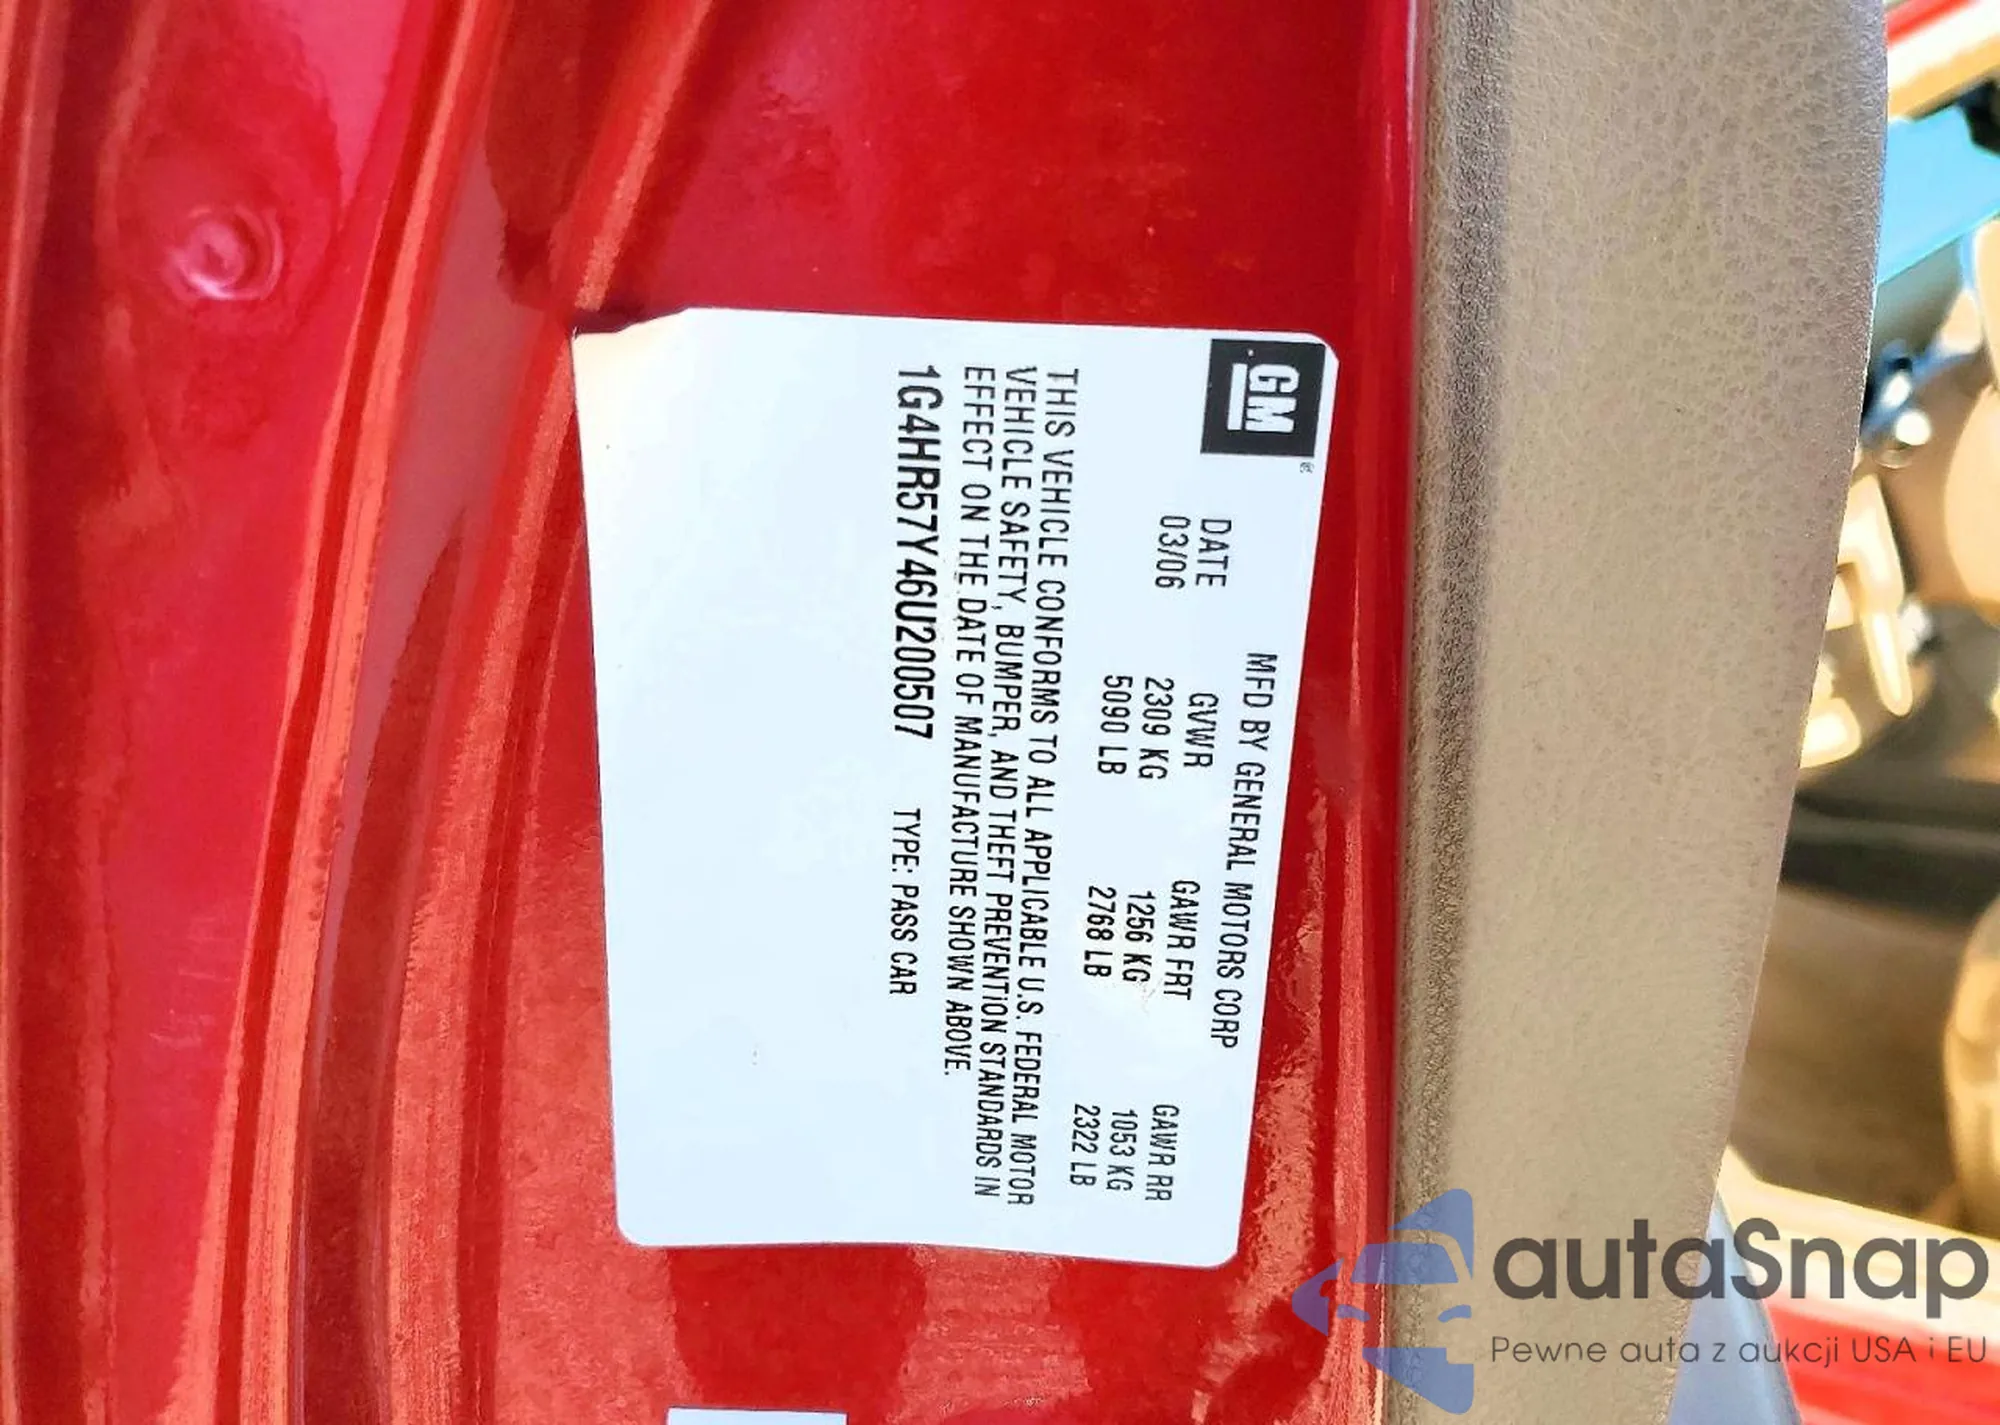 GM®
MFD BY GENERAL MOTORS CORP
DATE GVWR GAWR FRT GAWR RR
03/06 2309 KG 1256 KG 1053 KG
5090 LB 2768 LB 2322 LB
THIS VEHICLE CONFORMS TO ALL APPLICABLE U.S. FEDERAL MOTOR
VEHICLE SAFETY, BUMPER, AND THEFT PREVENTION STANDARDS IN
EFFECT ON THE DATE OF MANUFACTURE SHOWN ABOVE.
1G4HR57Y46U200507 TYPE: PASS CAR
autaSnap
Pewne auta z aukcji USA i EU